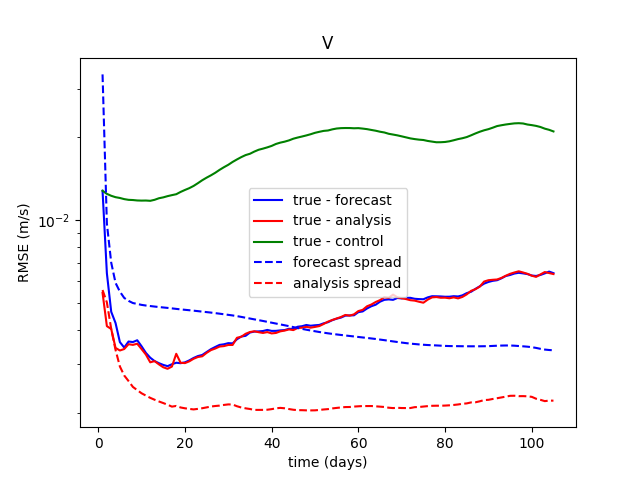 V
RMSE (m/s)
10⁻²
true - forecast
true - analysis
true - control
forecast spread
analysis spread
0 20 40 60 80 100
time (days)